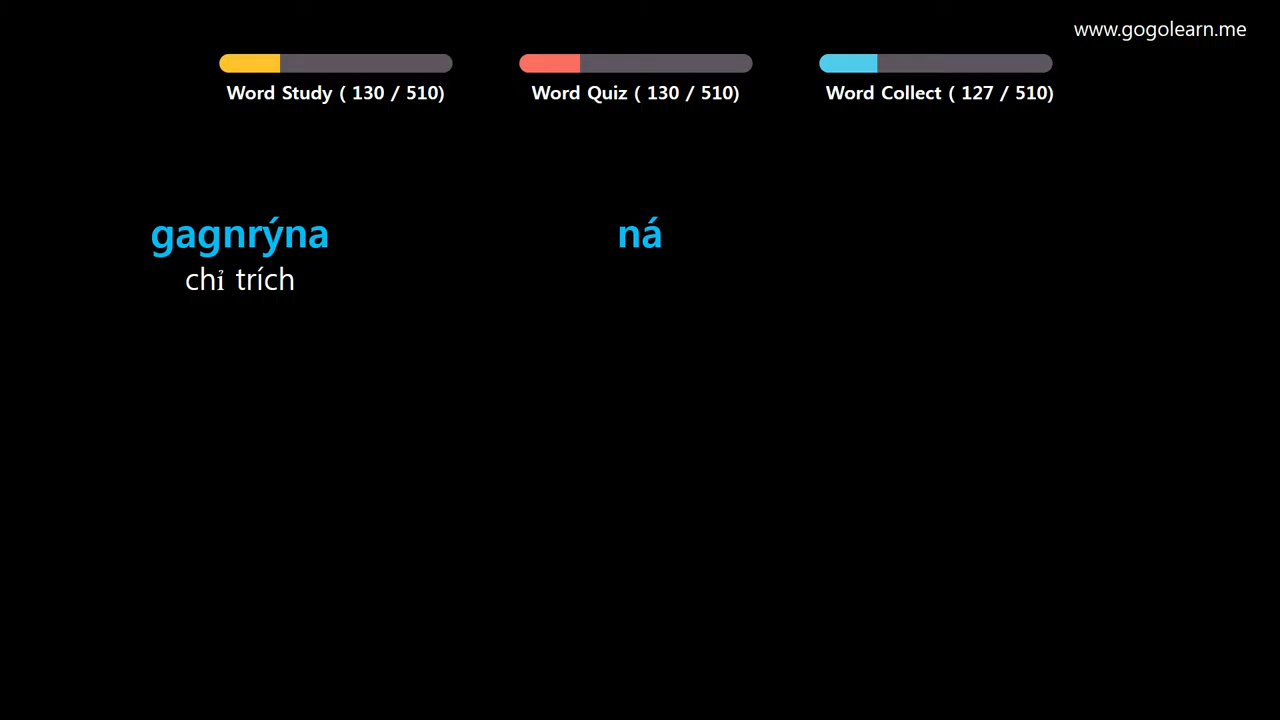 www.gogolearn.me
Word Study ( 130 / 510)
Word Quiz ( 130 / 510)
Word Collect ( 127 / 510)
gagnrýna
chỉ trích
ná